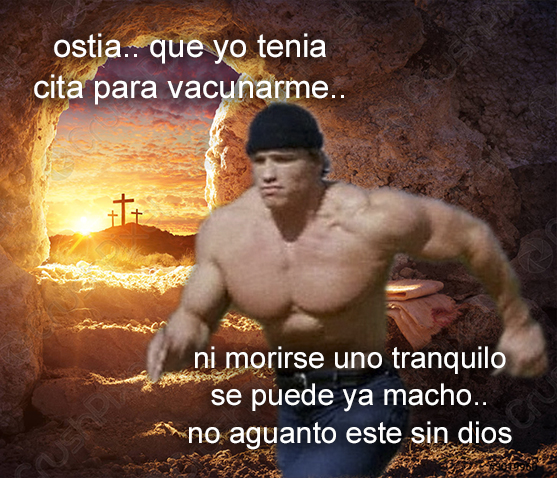 ostia.. que yo tenia
cita para vacunarme..
ni morirse uno tranquilo
se puede ya macho..
no aguanto este sin dios